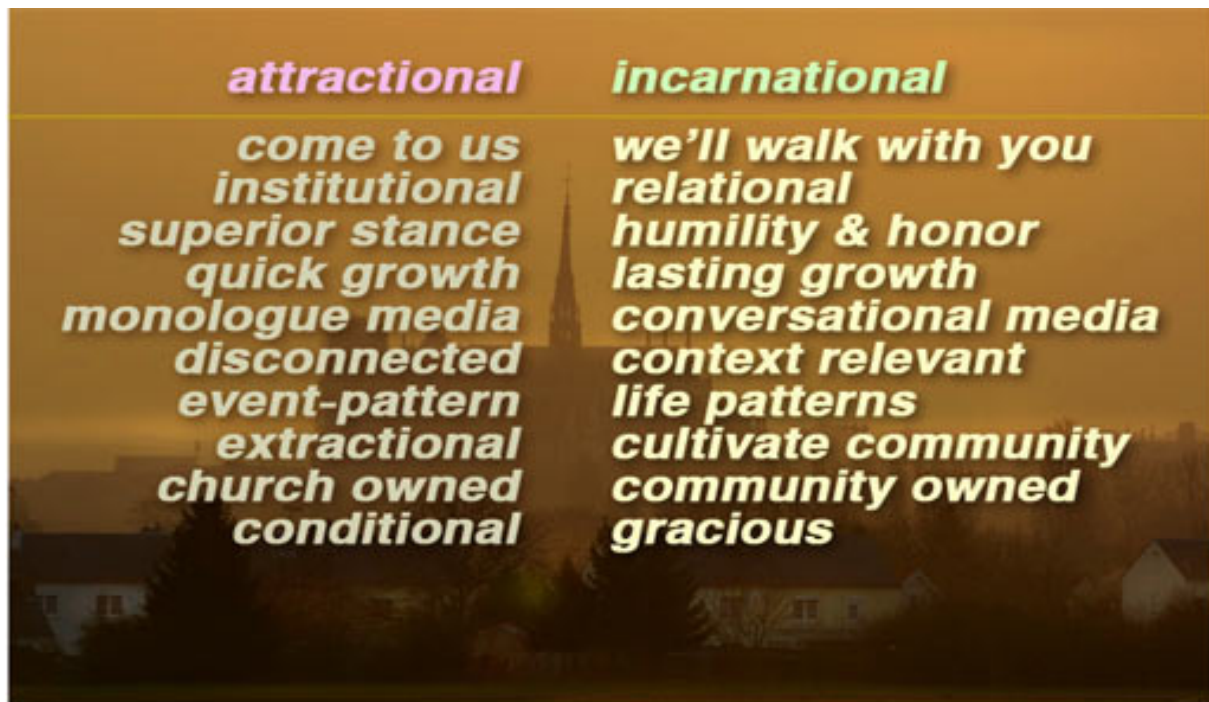 attractional incarnational
come to us we'll walk with you
institutional relational
superior stance humility & honor
quick growth lasting growth
monologue media conversational media
disconnected context relevant
event-pattern life patterns
extractional cultivate community
church owned community owned
conditional gracious